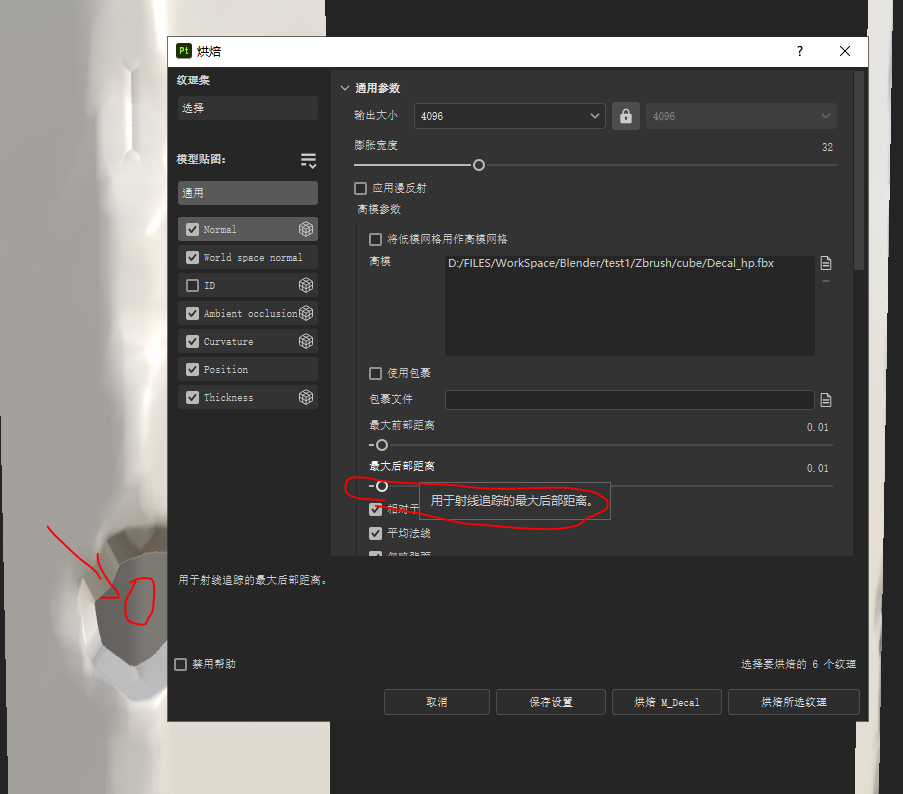 Pt 烘焙 ?
纹理集
选择
模型贴图:
通用
Normal
World space normal
ID
Ambient occlusion
Curvature
Position
Thickness
通用参数
输出大小 4096 4096
膨胀宽度 32
应用漫反射
高模参数
将低模网格用作高模网格
高模 D:/FILES/WorkSpace/Blender/test1/Zbrush/cube/Decal_hp.fbx
使用包裹
包裹文件
最大前部距离 0.01
最大后部距离 0.01
用于射线追踪的最大后部距离。
相对于
平均法线
用于射线追踪的最大后部距离。
禁用帮助
选择要烘焙的 6 个纹理
取消 保存设置 烘焙 M_Decal 烘焙所选纹理